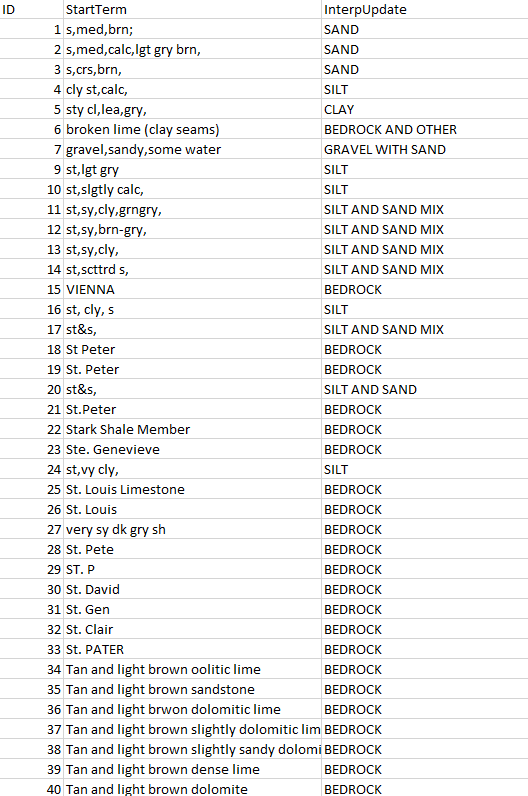 ID StartTerm InterpUpdate
1 s,med,brn; SAND
2 s,med,calc,lgt gry brn, SAND
3 s,crs,brn, SAND
4 cly st,calc, SILT
5 sty cl,lea,gry, CLAY
6 broken lime (clay seams) BEDROCK AND OTHER
7 gravel,sandy,some water GRAVEL WITH SAND
9 st,lgt gry SILT
10 st,slgtly calc, SILT
11 st,sy,cly,grngry, SILT AND SAND MIX
12 st,sy,brn-gry, SILT AND SAND MIX
13 st,sy,cly, SILT AND SAND MIX
14 st,scttrd s, SILT AND SAND MIX
15 VIENNA BEDROCK
16 st, cly, s SILT
17 st&s, SILT AND SAND MIX
18 St Peter BEDROCK
19 St. Peter BEDROCK
20 st&s, SILT AND SAND
21 St.Peter BEDROCK
22 Stark Shale Member BEDROCK
23 Ste. Genevieve BEDROCK
24 st,vy cly, SILT
25 St. Louis Limestone BEDROCK
26 St. Louis BEDROCK
27 very sy dk gry sh BEDROCK
28 St. Pete BEDROCK
29 ST. P BEDROCK
30 St. David BEDROCK
31 St. Gen BEDROCK
32 St. Clair BEDROCK
33 St. PATER BEDROCK
34 Tan and light brown oolitic lime BEDROCK
35 Tan and light brown sandstone BEDROCK
36 Tan and light brwon dolomitic lime BEDROCK
37 Tan and light brown slightly dolomitic lim BEDROCK
38 Tan and light brown slightly sandy dolomi BEDROCK
39 Tan and light brown dense lime BEDROCK
40 Tan and light brown dolomite BEDROCK